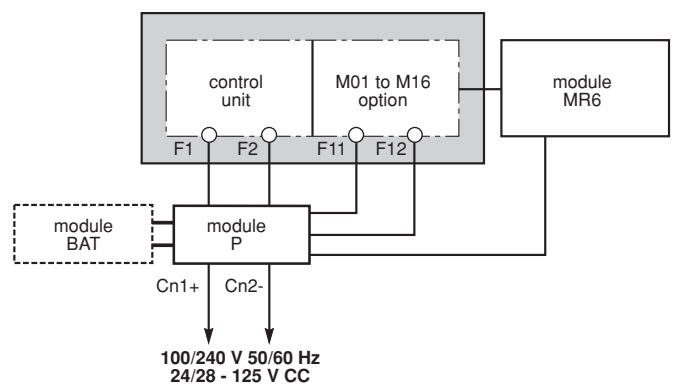 control
unit
M01 to M16
option
module
MR6
F1
F2
F11
F12
module
BAT
module
P
Cn1+
Cn2-
100/240 V 50/60 Hz
24/28 - 125 V CC